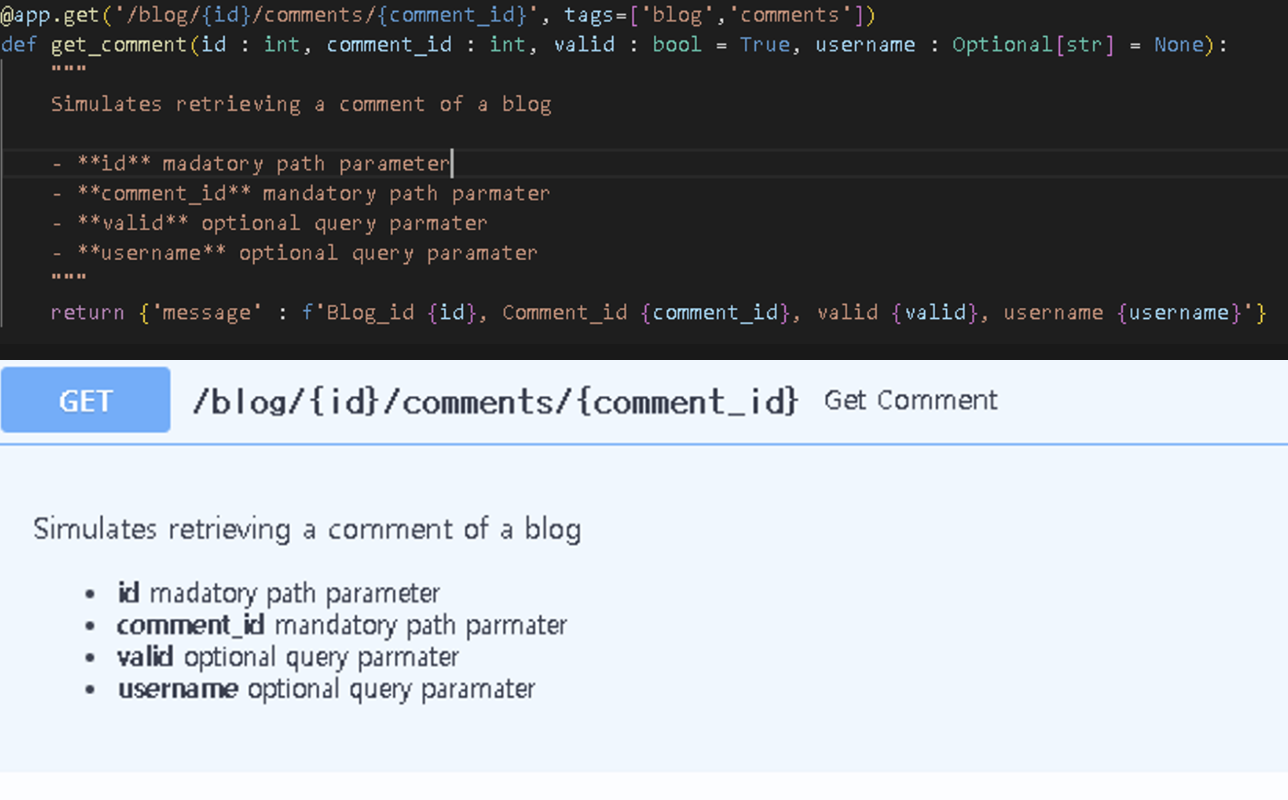 @app.get('/blog/{id}/comments/{comment_id}', tags=['blog','comments'])
def get_comment(id : int, comment_id : int, valid : bool = True, username : Optional[str] = None):
"""
Simulates retrieving a comment of a blog
- **id** madatory path parameter
- **comment_id** mandatory path parmater
- **valid** optional query parmater
- **username** optional query paramater
"""
return {'message' : f'Blog_id {id}, Comment_id {comment_id}, valid {valid}, username {username}'}
GET /blog/{id}/comments/{comment_id} Get Comment
Simulates retrieving a comment of a blog
• id madatory path parameter
• comment_id mandatory path parmater
• valid optional query parmater
• username optional query paramater